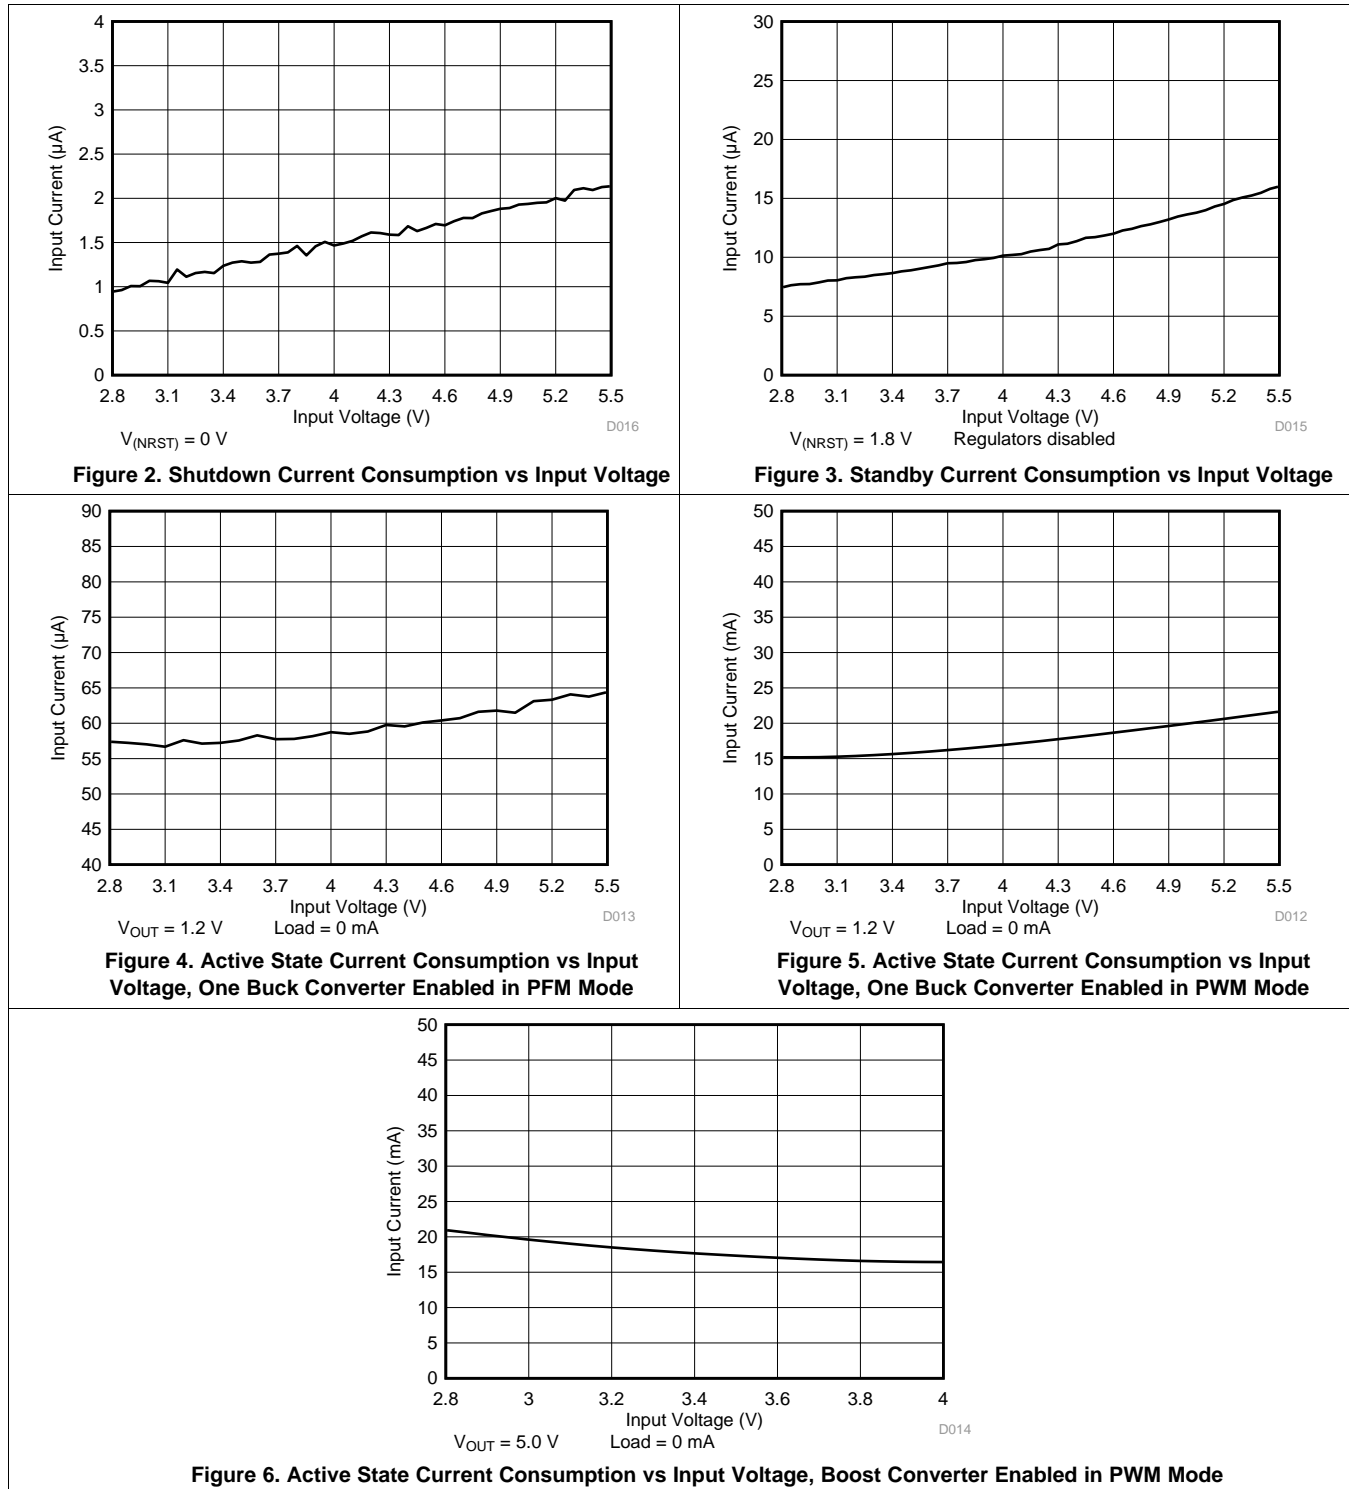 4
3.5
3
2.5
2
1.5
1
0.5
0
Input Current (µA)
2.8 3.1 3.4 3.7 4 4.3 4.6 4.9 5.2 5.5
Input Voltage (V)
D016
V(NRST) = 0 V
Figure 2. Shutdown Current Consumption vs Input Voltage
30
25
20
15
10
5
0
Input Current (µA)
2.8 3.1 3.4 3.7 4 4.3 4.6 4.9 5.2 5.5
Input Voltage (V)
D015
V(NRST) = 1.8 V Regulators disabled
Figure 3. Standby Current Consumption vs Input Voltage
90
85
80
75
70
65
60
55
50
45
40
Input Current (µA)
2.8 3.1 3.4 3.7 4 4.3 4.6 4.9 5.2 5.5
Input Voltage (V)
D013
VOUT = 1.2 V Load = 0 mA
Figure 4. Active State Current Consumption vs Input
Voltage, One Buck Converter Enabled in PFM Mode
50
45
40
35
30
25
20
15
10
5
0
Input Current (mA)
2.8 3.1 3.4 3.7 4 4.3 4.6 4.9 5.2 5.5
Input Voltage (V)
D012
VOUT = 1.2 V Load = 0 mA
Figure 5. Active State Current Consumption vs Input
Voltage, One Buck Converter Enabled in PWM Mode
50
45
40
35
30
25
20
15
10
5
0
Input Current (mA)
2.8 3 3.2 3.4 3.6 3.8 4
Input Voltage (V)
D014
VOUT = 5.0 V Load = 0 mA
Figure 6. Active State Current Consumption vs Input Voltage, Boost Converter Enabled in PWM Mode